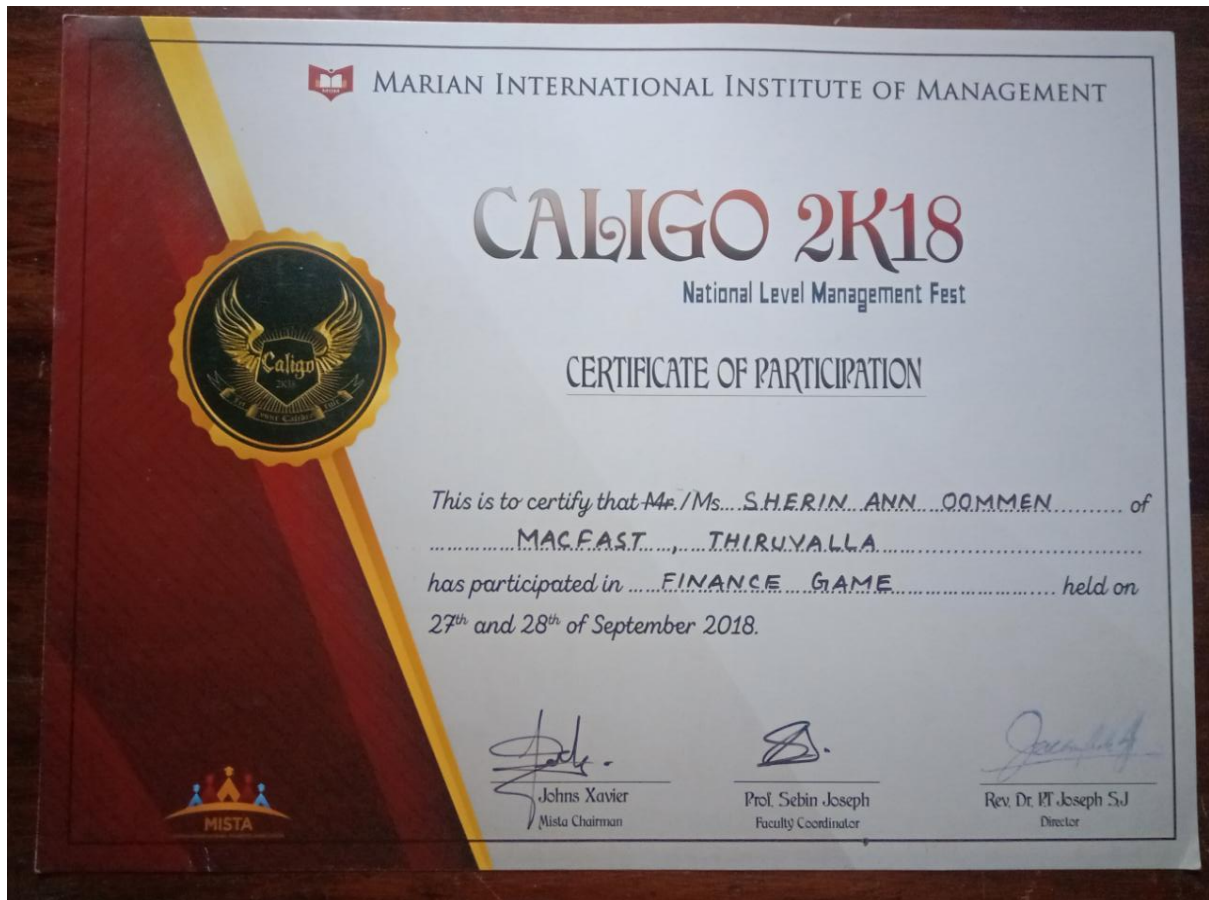 MARIAN INTERNATIONAL INSTITUTE OF MANAGEMENT
CALIGO 2K18
National Level Management Fest
CERTIFICATE OF PARTICIPATION
Caligo
2K18
This is to certify that Mr./Ms....SHERIN ANN OOMMEN.......... of
...............MACFAST...,...THIRUVALLA..........................................
has participated in ......FINANCE GAME............................ held on
27th and 28th of September 2018.
Johns Xavier
Mista Chairman
Prof. Sebin Joseph
Faculty Coordinator
Rev. Dr. P.T Joseph S.J
Director
MISTA